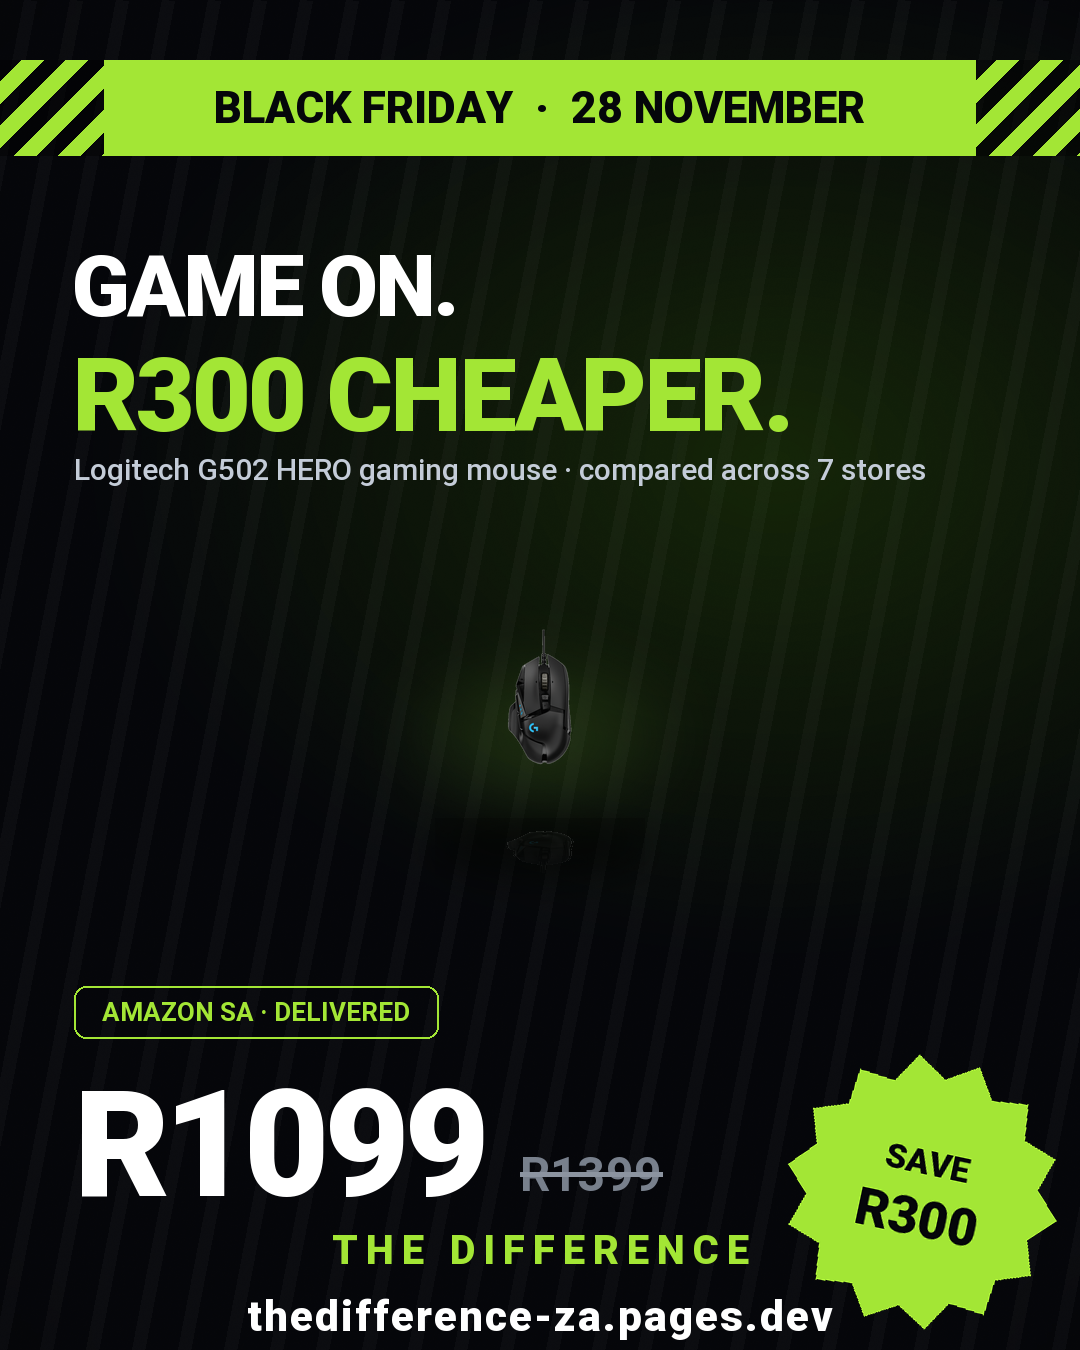 BLACK FRIDAY · 28 NOVEMBER
GAME ON.
R300 CHEAPER.
Logitech G502 HERO gaming mouse · compared across 7 stores
AMAZON SA · DELIVERED
R1099 R1399
SAVE
R300
THE DIFFERENCE
thedifference-za.pages.dev